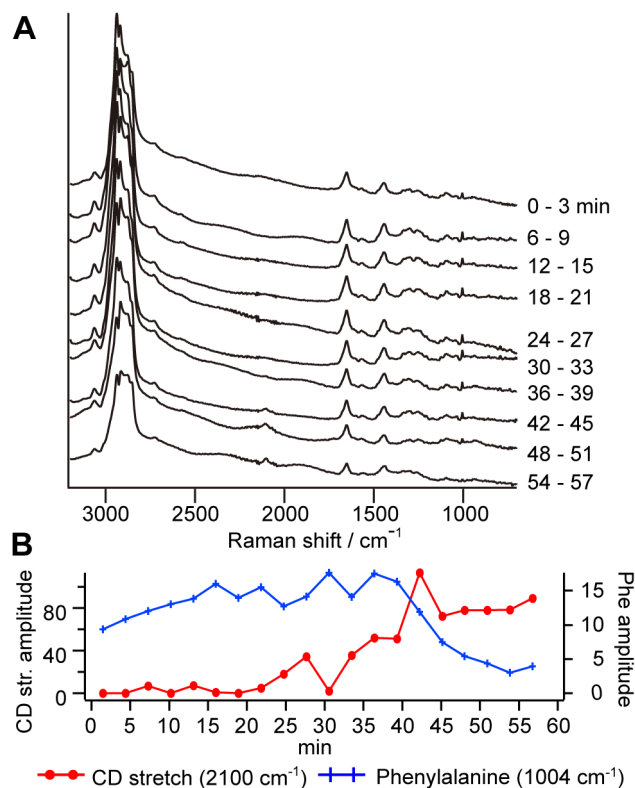 A
0 - 3 min
6 - 9
12 - 15
18 - 21
24 - 27
30 - 33
36 - 39
42 - 45
48 - 51
54 - 57
3000 2500 2000 1500 1000
Raman shift / cm⁻¹
B
CD str. amplitude
80
40
0
Phe amplitude
15
10
5
0
0 5 10 15 20 25 30 35 40 45 50 55 60
min
CD stretch (2100 cm⁻¹) Phenylalanine (1004 cm⁻¹)